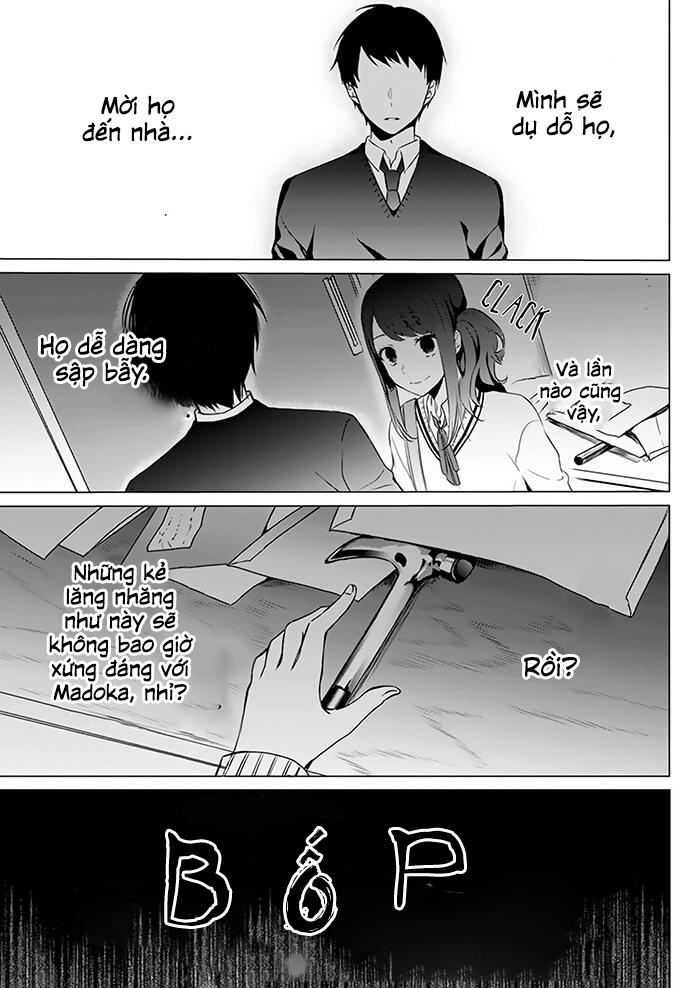 Mình sẽ
dụ dỗ họ,
Mời họ
đến nhà...
CLACK
Và lần
nào cũng
vậy,
Họ dễ dàng
sập bẫy.
Rồi?
Những kẻ
lăng nhăng
như này sẽ
không bao giờ
xứng đáng với
Madoka, nhỉ?
BỐP